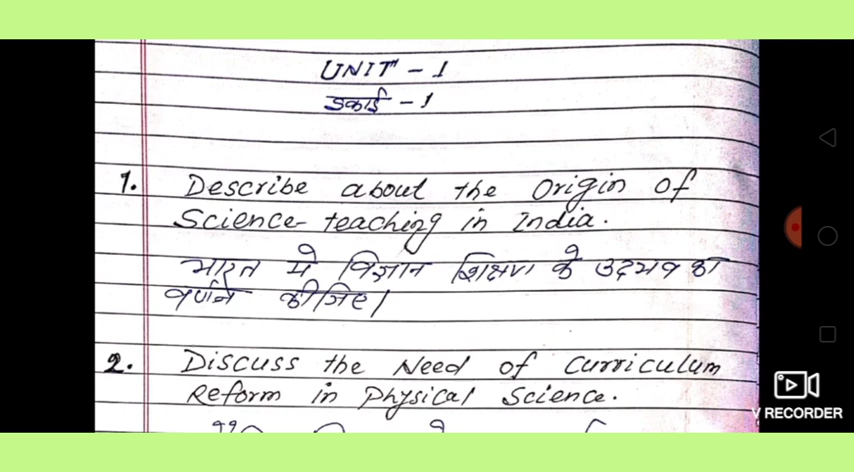 UNIT - 1
इकाई - 1
1. Describe about the Origin of
Science teaching in India.
भारत में विज्ञान शिक्षण के उद्भव का
वर्णन कीजिए।
2. Discuss the Need of Curriculum
Reform in Physical Science.
V RECORDER